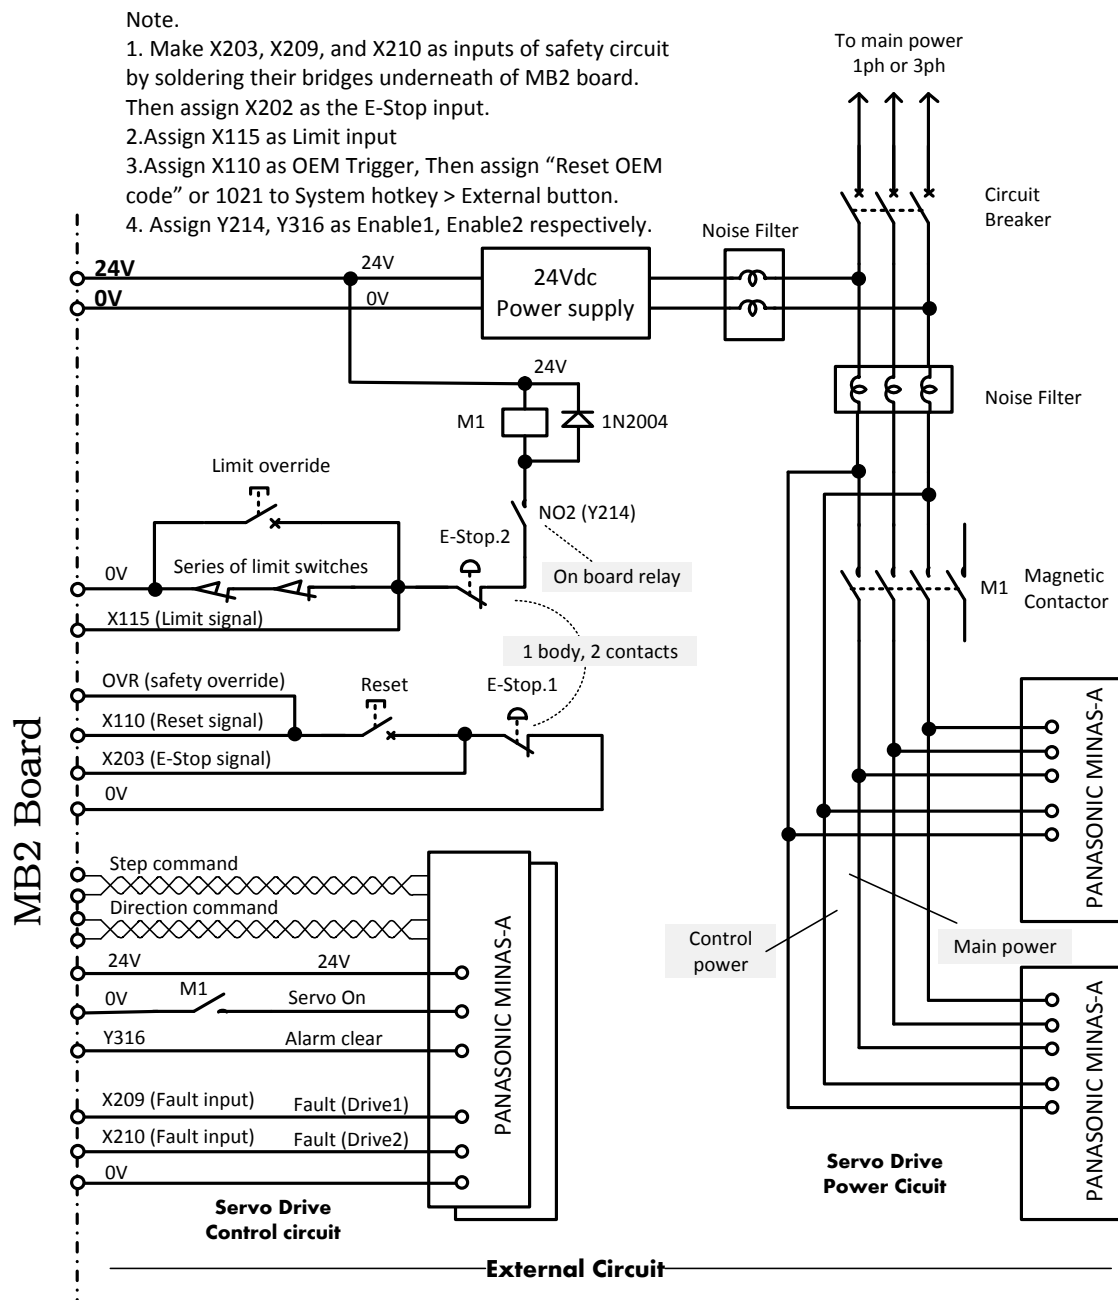 Note.
1. Make X203, X209, and X210 as inputs of safety circuit
by soldering their bridges underneath of MB2 board.
Then assign X202 as the E-Stop input.
2.Assign X115 as Limit input
3.Assign X110 as OEM Trigger, Then assign “Reset OEM
code” or 1021 to System hotkey > External button.
4. Assign Y214, Y316 as Enable1, Enable2 respectively.
To main power
1ph or 3ph
Circuit
Breaker
Noise Filter
24V
24V
24Vdc
Power supply
0V
0V
Noise Filter
24V
M1
1N2004
Limit override
NO2 (Y214)
E-Stop.2
On board relay
0V
Series of limit switches
M1
Magnetic
Contactor
X115 (Limit signal)
1 body, 2 contacts
OVR (safety override)
Reset
E-Stop.1
X110 (Reset signal)
X203 (E-Stop signal)
0V
MB2 Board
PANASONIC MINAS-A
Step command
Direction command
Control
power
Main power
24V
24V
0V
M1
Servo On
Y316
Alarm clear
PANASONIC MINAS-A
X209 (Fault input)
Fault (Drive1)
X210 (Fault input)
Fault (Drive2)
0V
PANASONIC MINAS-A
Servo Drive
Power Cicuit
Servo Drive
Control circuit
External Circuit